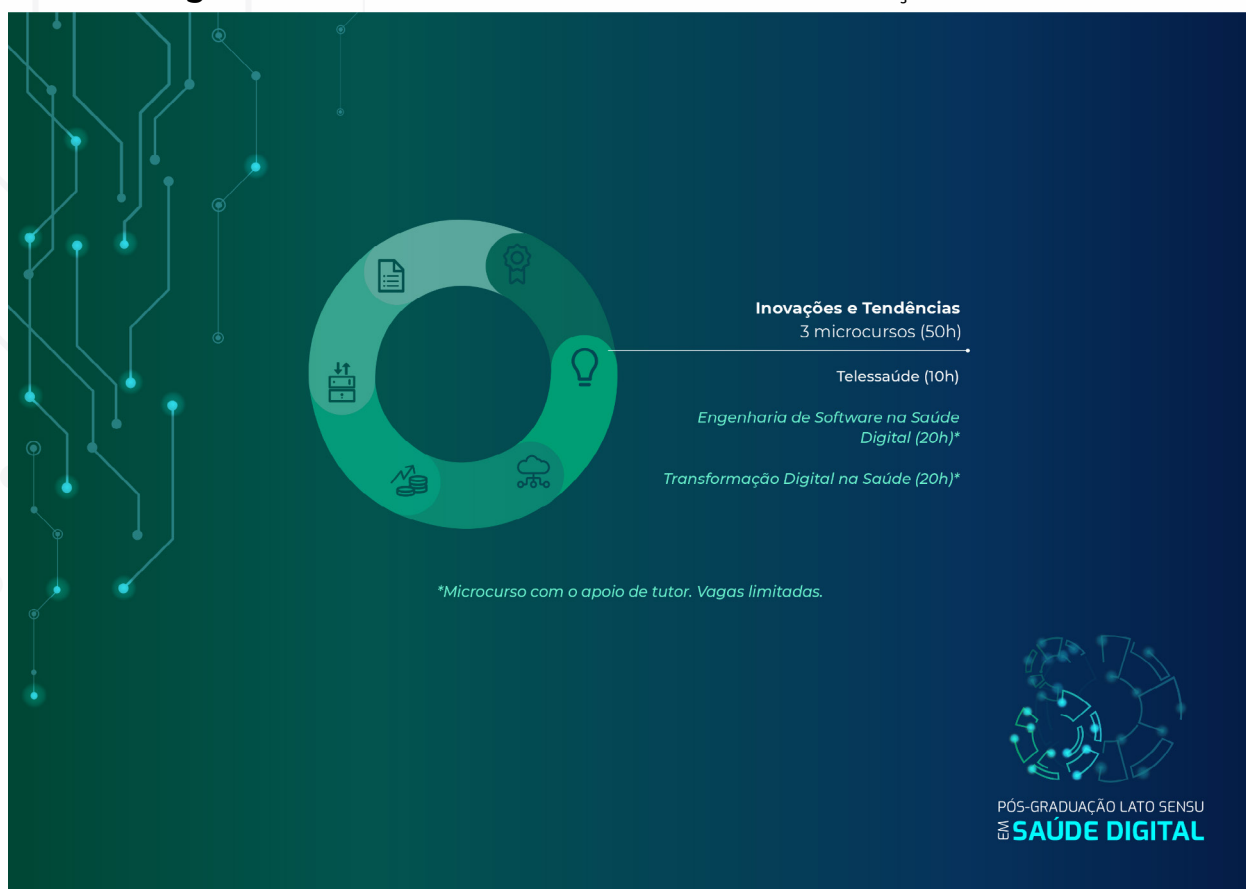 Inovações e Tendências
3 microcursos (50h)
Telessaúde (10h)
Engenharia de Software na Saúde
Digital (20h)*
Transformação Digital na Saúde (20h)*
*Microcurso com o apoio de tutor. Vagas limitadas.
PÓS-GRADUAÇÃO LATO SENSU
EM SAÚDE DIGITAL